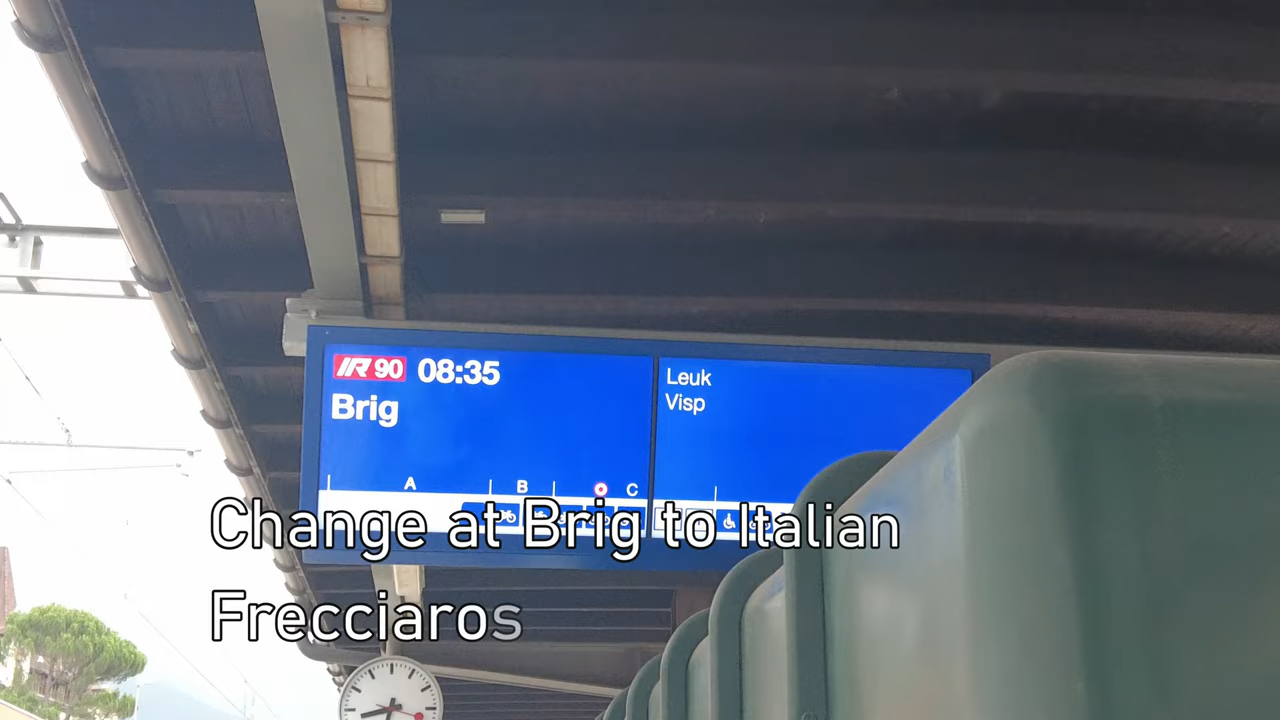 IR 90 08:35
Brig
Leuk
Visp
A B C
Change at Brig to Italian
Frecciaros